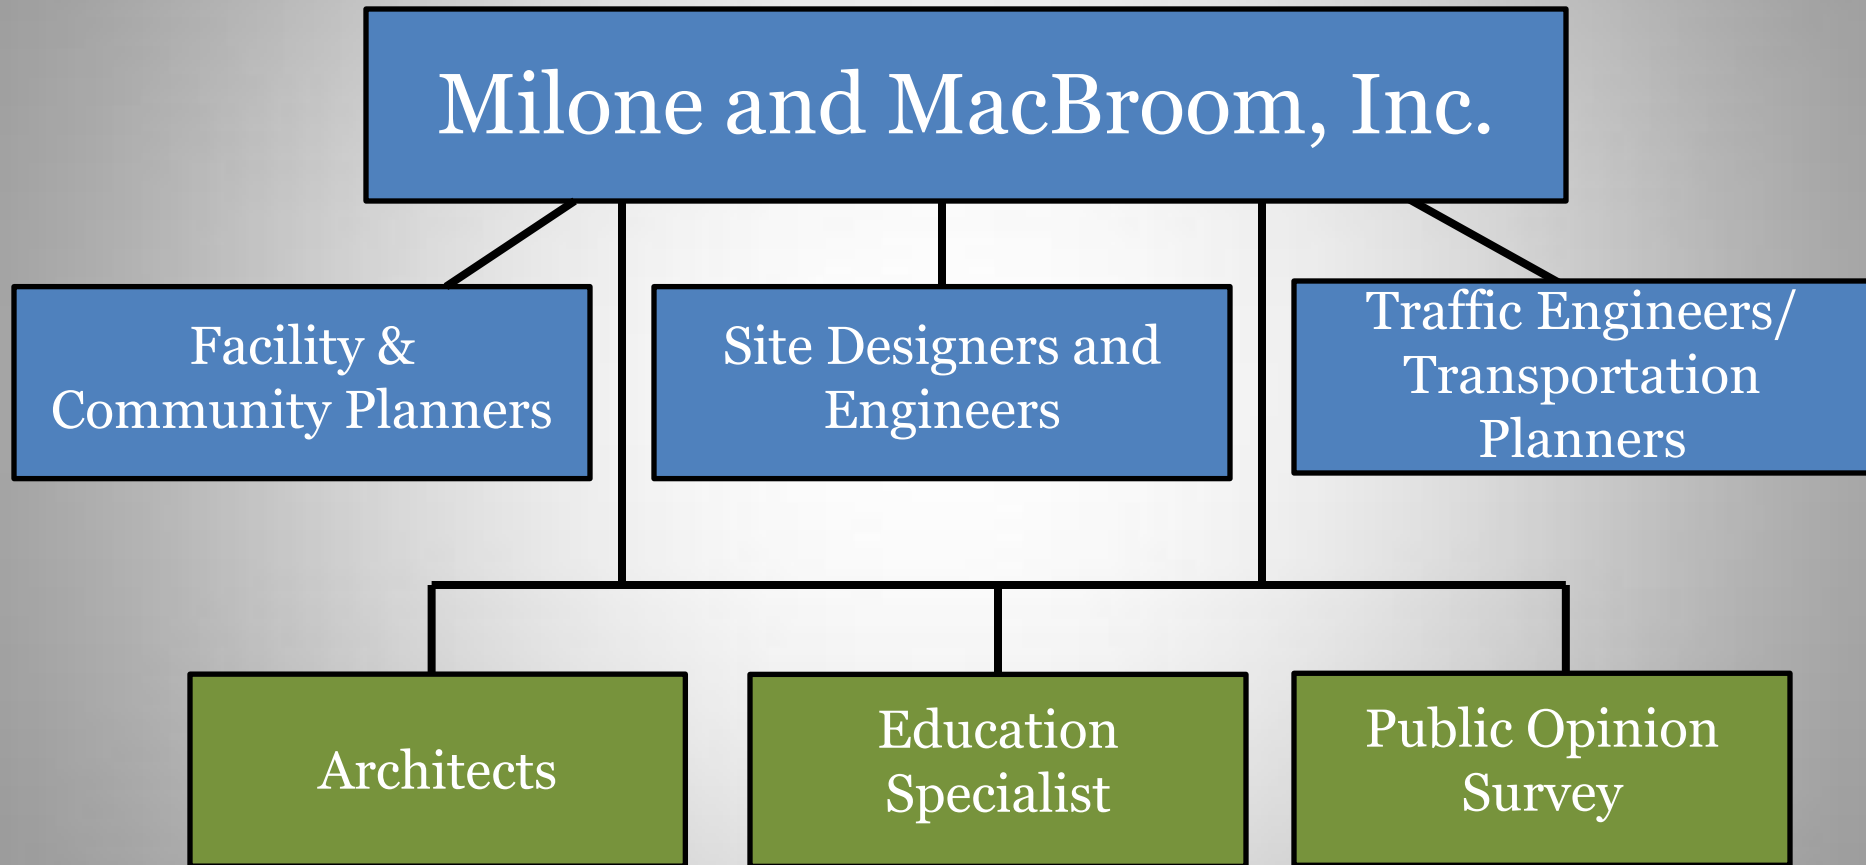 Milone and MacBroom, Inc.
Facility &
Community Planners
Site Designers and
Engineers
Traffic Engineers/
Transportation
Planners
Architects
Education
Specialist
Public Opinion
Survey